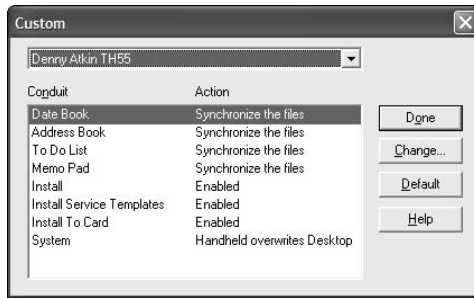 Custom
Denny Atkin TH55
Conduit Action
Date Book Synchronize the files
Address Book Synchronize the files
To Do List Synchronize the files
Memo Pad Synchronize the files
Install Enabled
Install Service Templates Enabled
Install To Card Enabled
System Handheld overwrites Desktop
Done
Change...
Default
Help